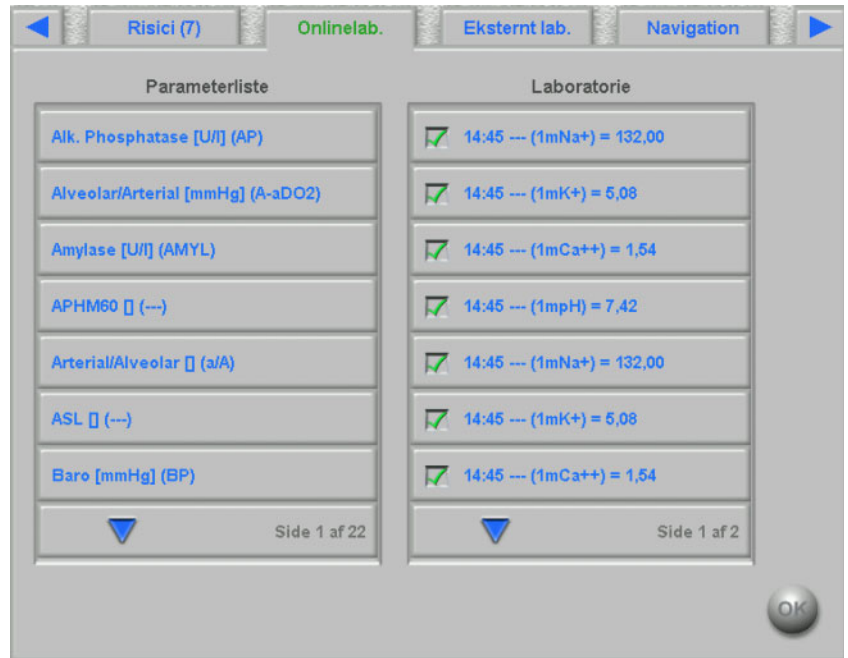 Risici (7)
Onlinelab.
Eksternt lab.
Navigation
Parameterliste
Alk. Phosphatase [U/l] (AP)
Alveolar/Arterial [mmHg] (A-aDO2)
Amylase [U/l] (AMYL)
APHM60 [] (---)
Arterial/Alveolar [] (a/A)
ASL [] (---)
Baro [mmHg] (BP)
Side 1 af 22
Laboratorie
14:45 --- (1mNa+) = 132,00
14:45 --- (1mK+) = 5,08
14:45 --- (1mCa++) = 1,54
14:45 --- (1mpH) = 7,42
14:45 --- (1mNa+) = 132,00
14:45 --- (1mK+) = 5,08
14:45 --- (1mCa++) = 1,54
Side 1 af 2
OK